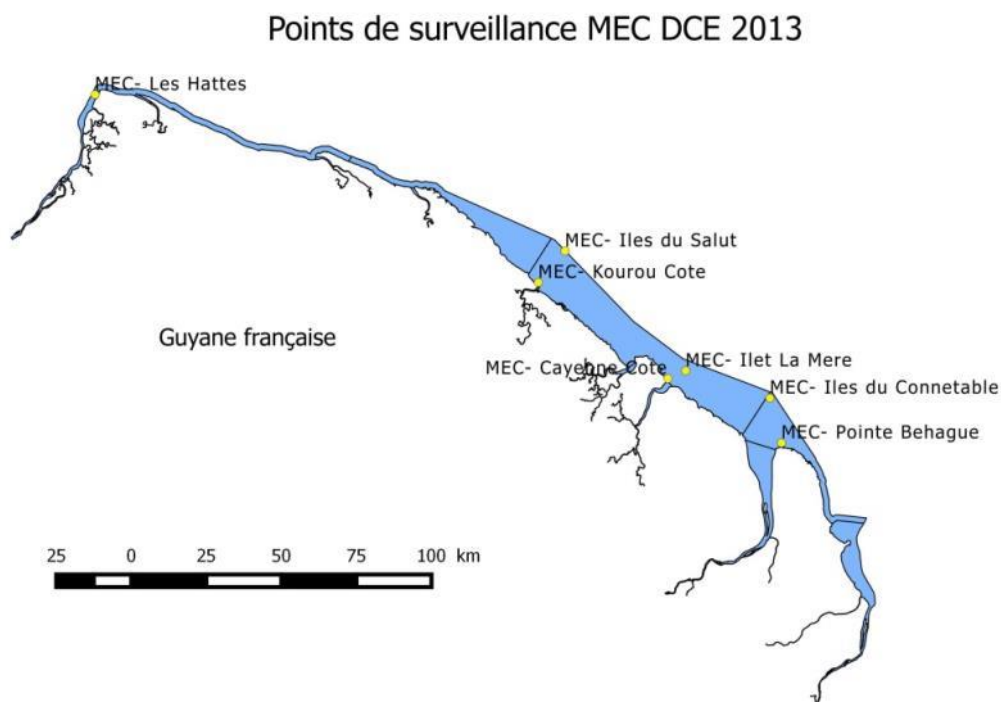 Points de surveillance MEC DCE 2013
MEC- Les Hattes
MEC- Iles du Salut
MEC- Kourou Cote
Guyane française
MEC- Ilet La Mere
MEC- Cayenne Cote
MEC- Iles du Connetable
MEC- Pointe Behague
25 0 25 50 75 100 km